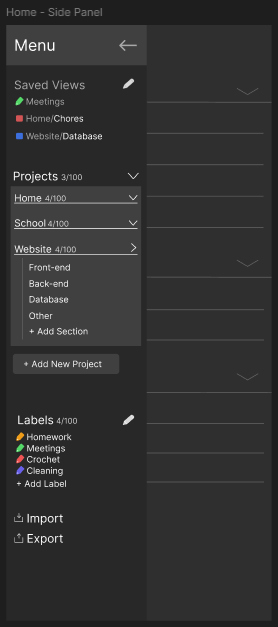 Home - Side Panel
Menu
Saved Views
Meetings
Home/Chores
Website/Database
Projects 3/100
Home 4/100
School 4/100
Website 4/100
Front-end
Back-end
Database
Other
+ Add Section
+ Add New Project
Labels 4/100
Homework
Meetings
Crochet
Cleaning
+ Add Label
Import
Export